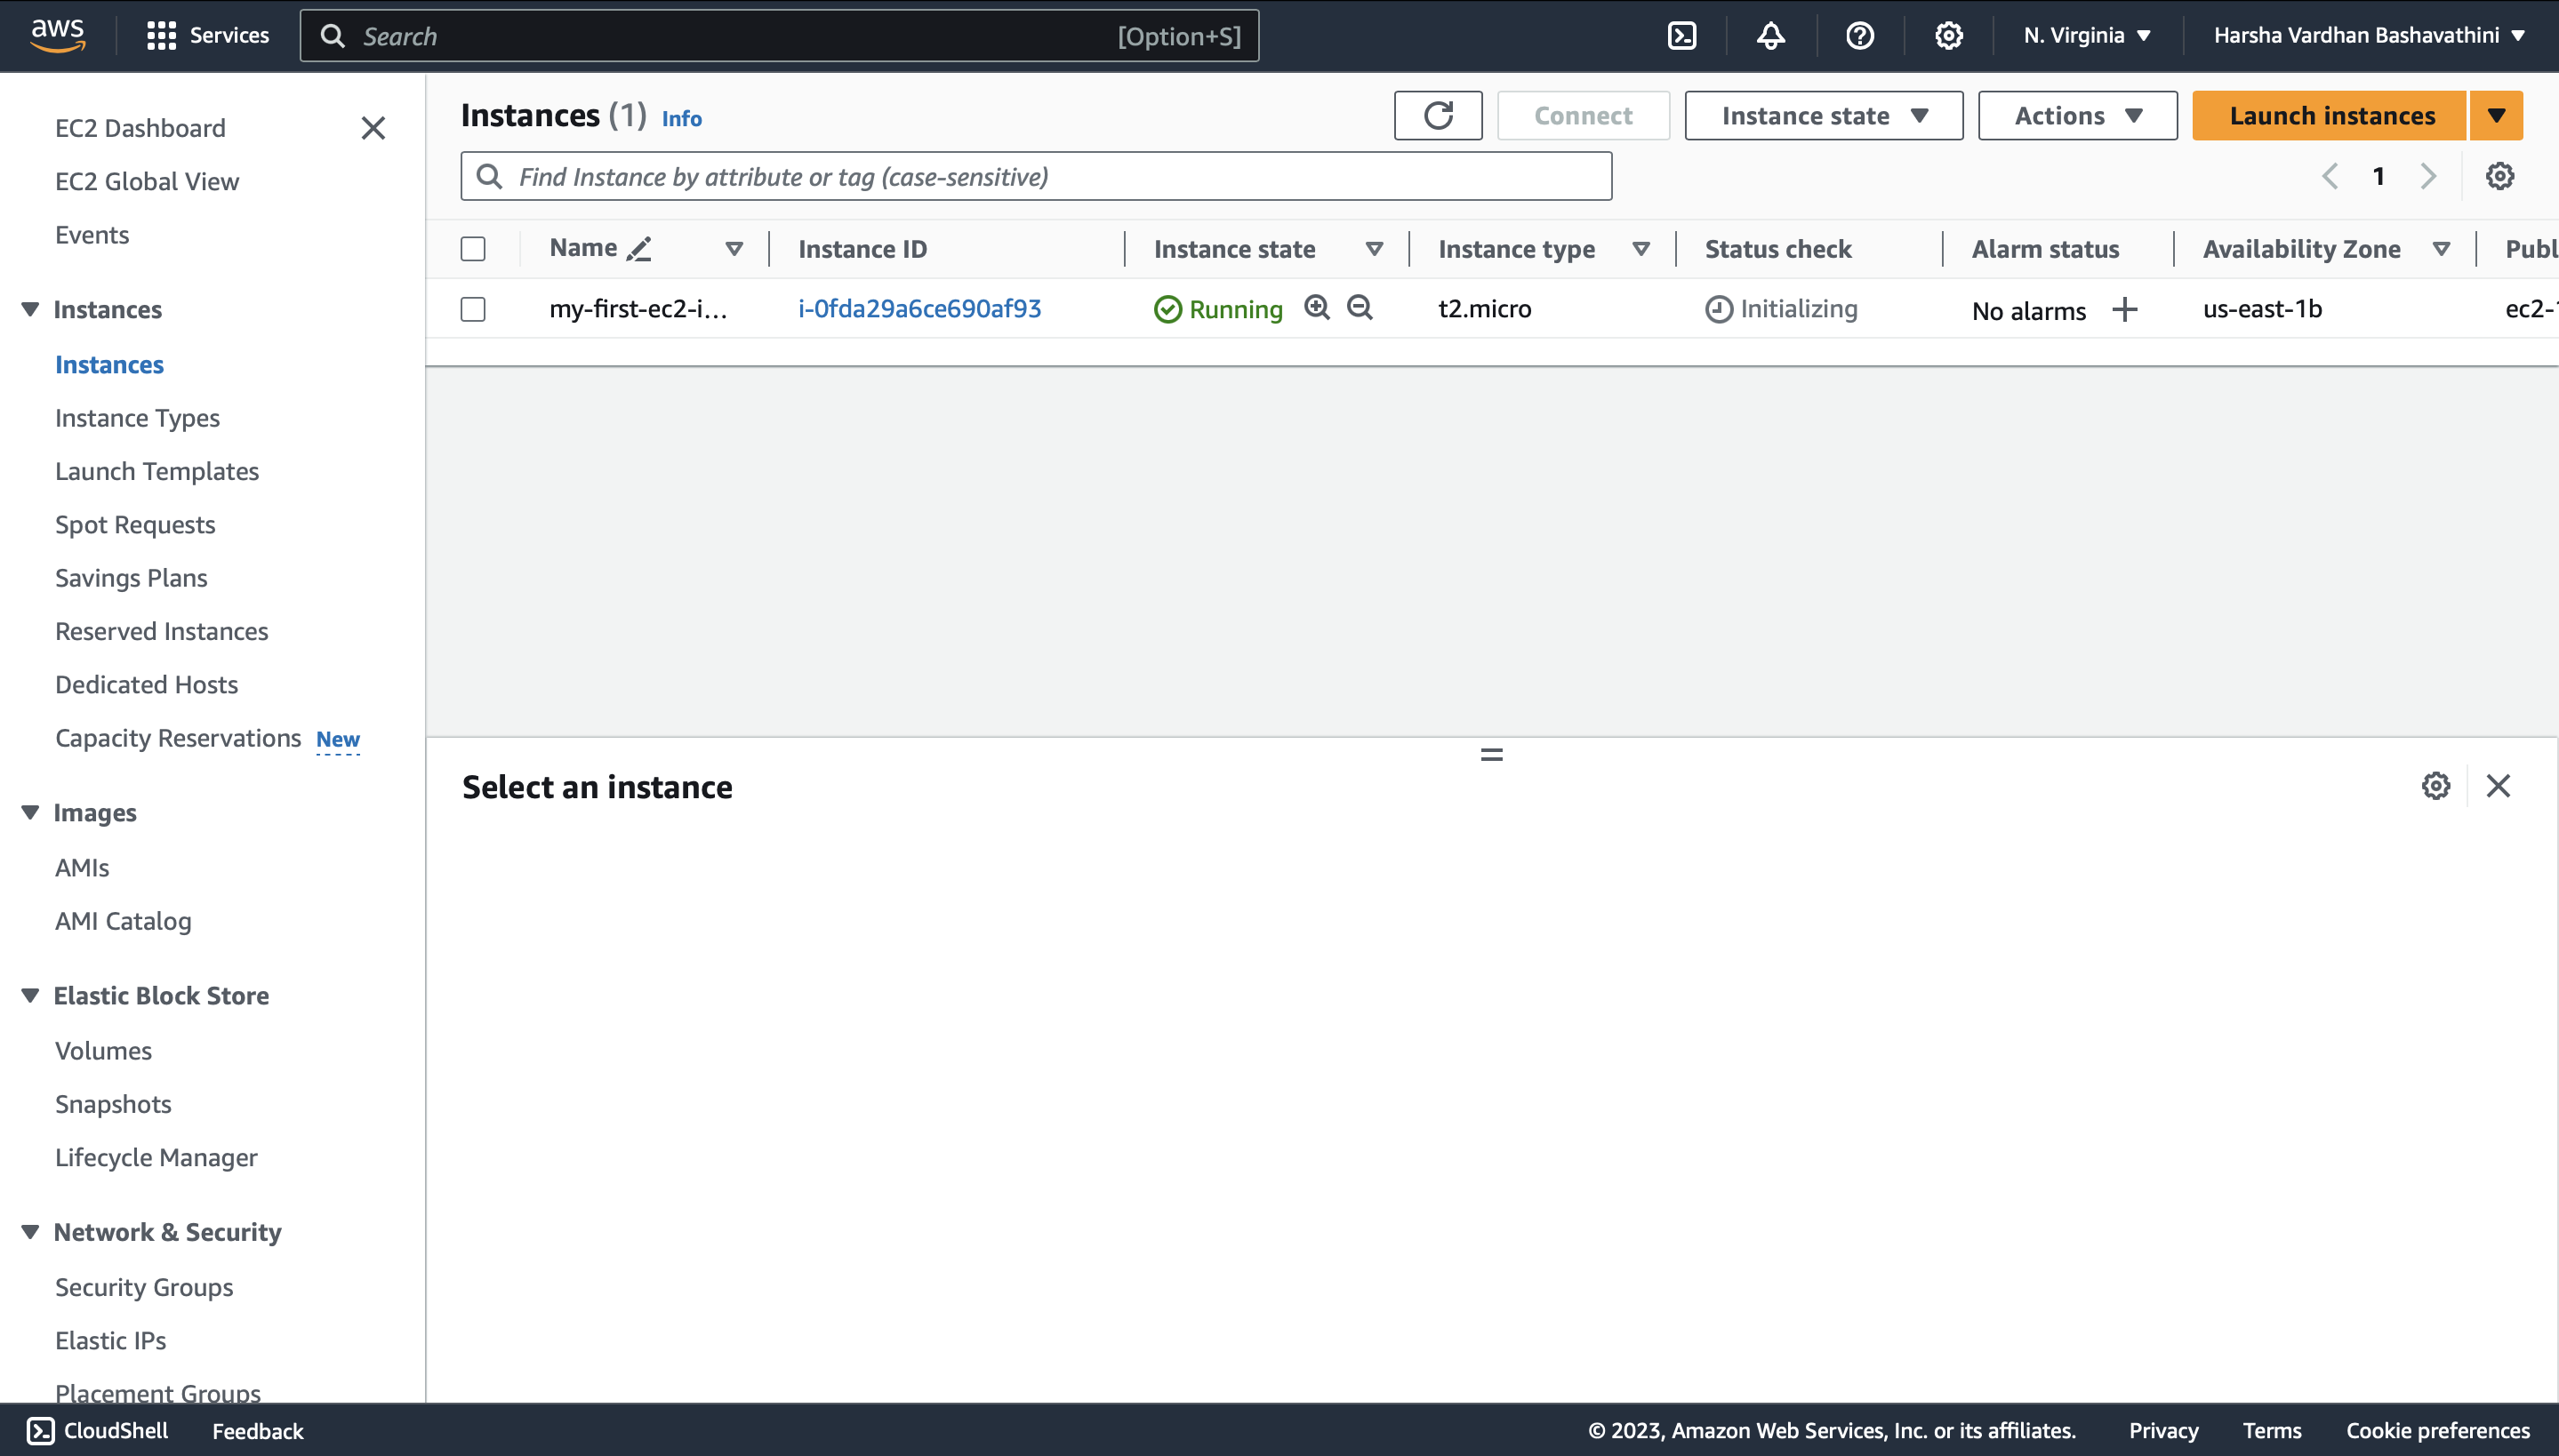 aws Services Search [Option+S] N. Virginia Harsha Vardhan Bashavathini
EC2 Dashboard
EC2 Global View
Events
Instances
Instances
Instance Types
Launch Templates
Spot Requests
Savings Plans
Reserved Instances
Dedicated Hosts
Capacity Reservations New
Images
AMIs
AMI Catalog
Elastic Block Store
Volumes
Snapshots
Lifecycle Manager
Network & Security
Security Groups
Elastic IPs
Placement Groups
Instances (1) Info Connect Instance state Actions Launch instances
Find Instance by attribute or tag (case-sensitive) 1
Name Instance ID Instance state Instance type Status check Alarm status Availability Zone Publ
my-first-ec2-i... i-0fda29a6ce690af93 Running t2.micro Initializing No alarms us-east-1b ec2-
Select an instance
CloudShell Feedback © 2023, Amazon Web Services, Inc. or its affiliates. Privacy Terms Cookie preferences